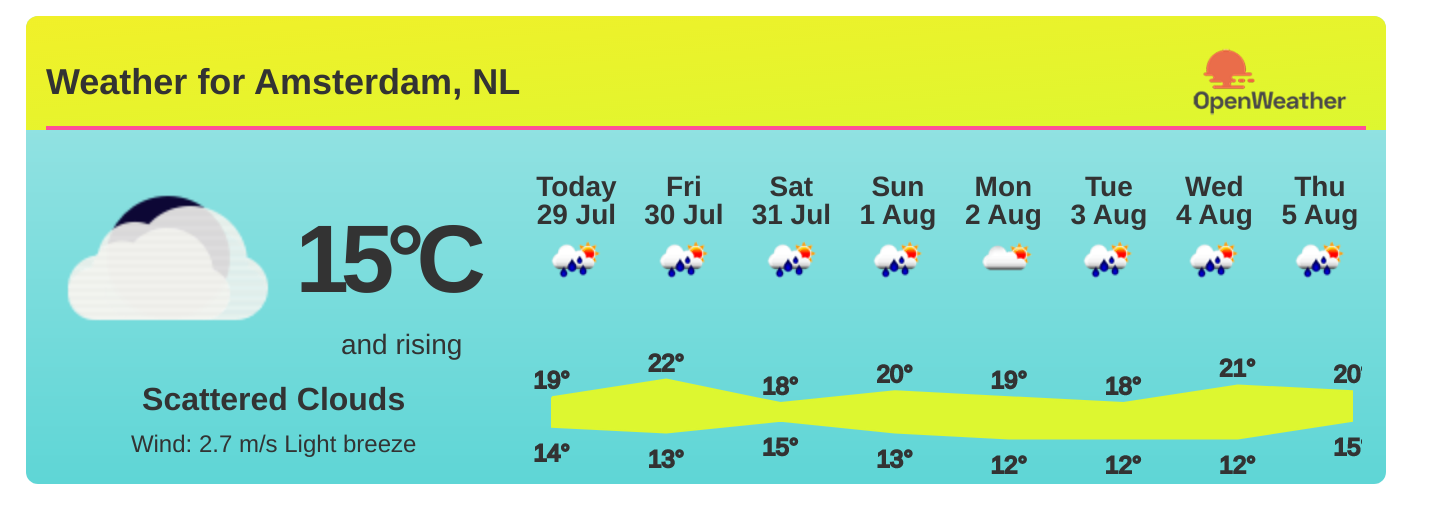 Weather for Amsterdam, NL
OpenWeather
15°C
and rising
Scattered Clouds
Wind: 2.7 m/s Light breeze
Today Fri Sat Sun Mon Tue Wed Thu
29 Jul 30 Jul 31 Jul 1 Aug 2 Aug 3 Aug 4 Aug 5 Aug
19° 22° 18° 20° 19° 18° 21° 20°
14° 13° 15° 13° 12° 12° 12° 15°